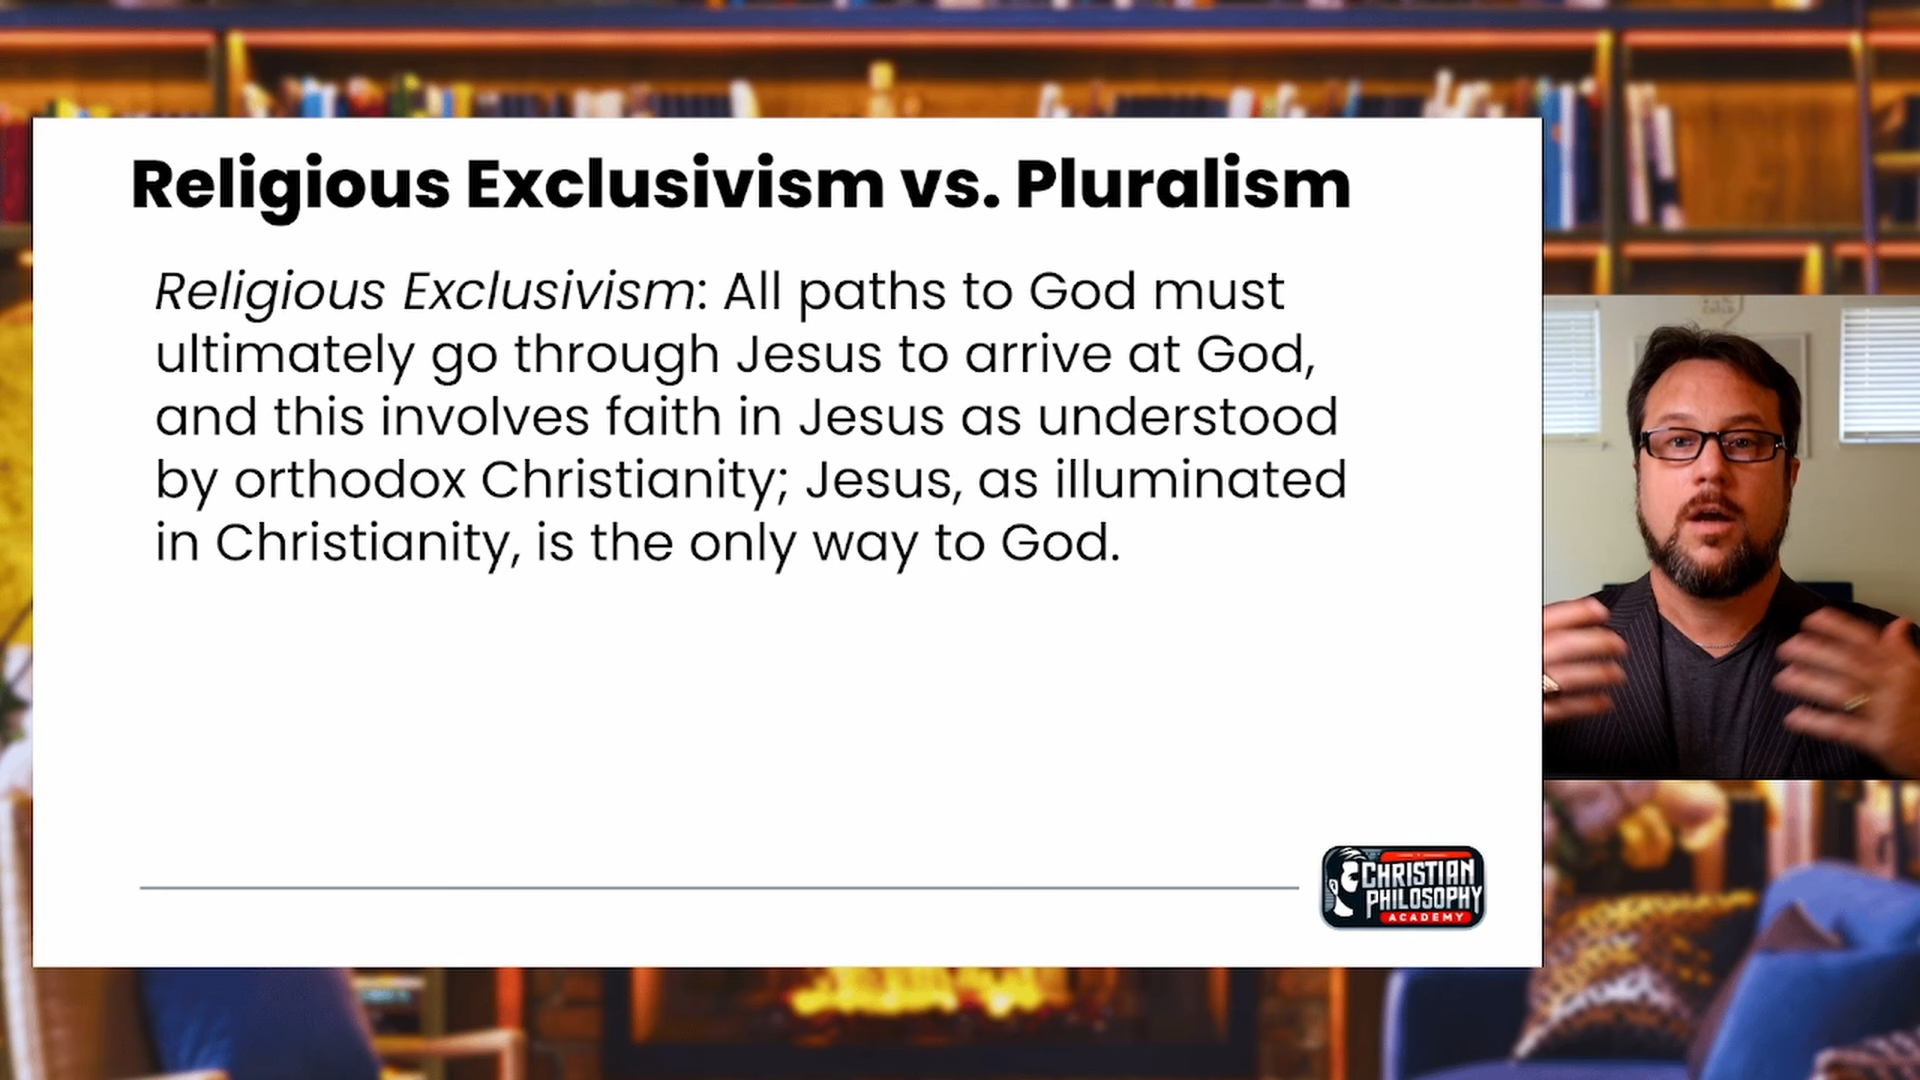 Religious Exclusivism vs. Pluralism
Religious Exclusivism: All paths to God must
ultimately go through Jesus to arrive at God,
and this involves faith in Jesus as understood
by orthodox Christianity; Jesus, as illuminated
in Christianity, is the only way to God.
CHRISTIAN
PHILOSOPHY
ACADEMY